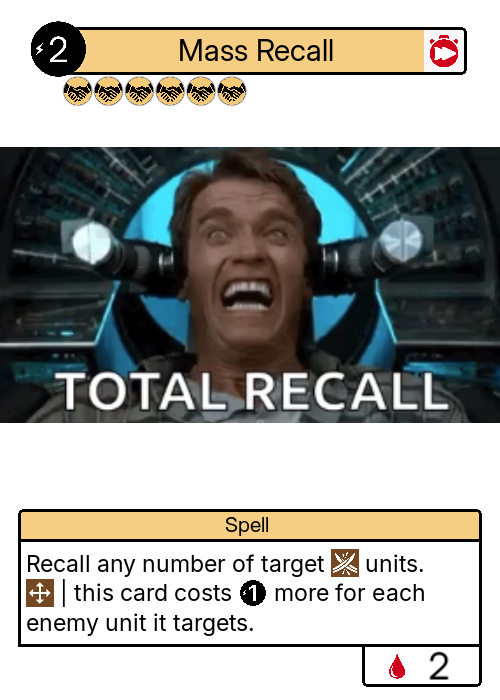 2 Mass Recall
TOTAL RECALL
Spell
Recall any number of target units.
| this card costs 1 more for each
enemy unit it targets.
2